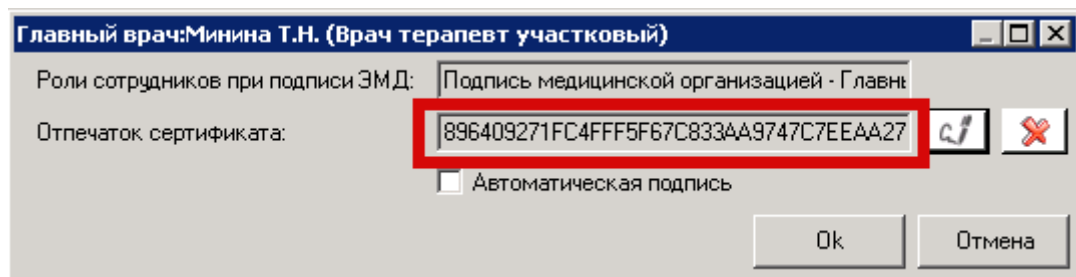 Главный врач:Минина Т.Н. (Врач терапевт участковый)
Роли сотрудников при подписи ЭМД: Подпись медицинской организацией - Главны
Отпечаток сертификата: 896409271FC4FFF5F67C833AA9747C7EEAA27
Автоматическая подпись
Ok Отмена